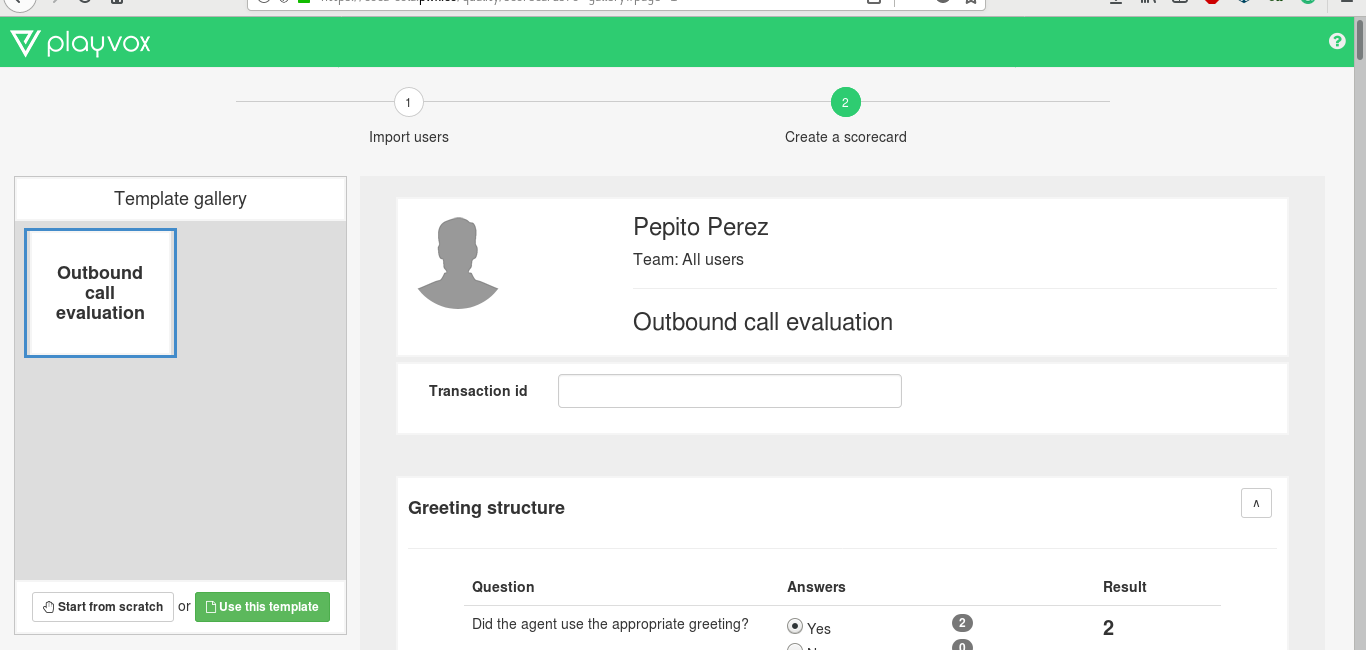 playvox
?
1
2
Import users
Create a scorecard
Template gallery
Outbound
call
evaluation
Start from scratch or Use this template
Pepito Perez
Team: All users
Outbound call evaluation
Transaction id
Greeting structure
Question Answers Result
Did the agent use the appropriate greeting? Yes 2 2